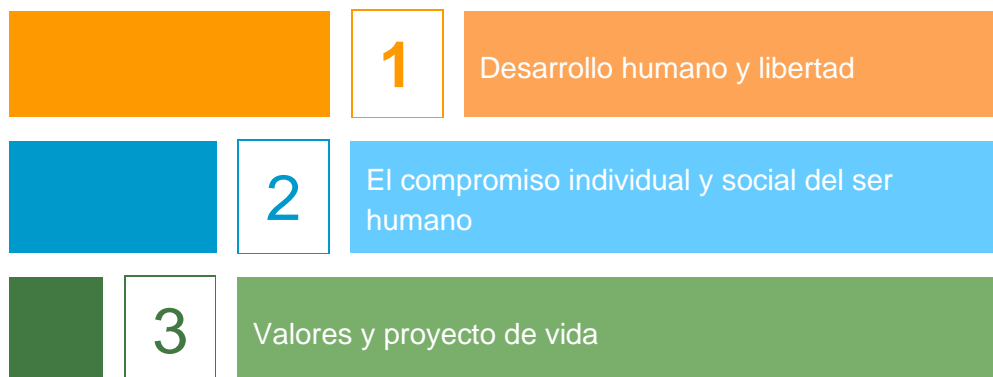 1
Desarrollo humano y libertad
2
El compromiso individual y social del ser
humano
3
Valores y proyecto de vida